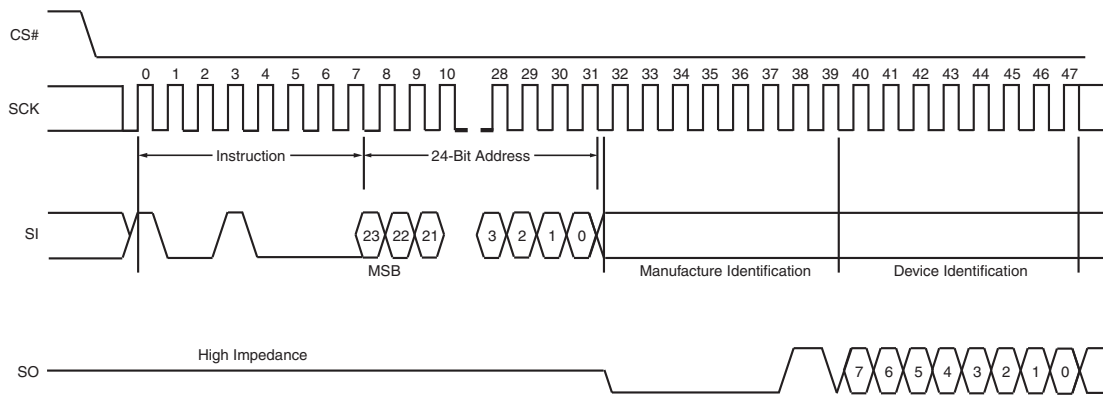 CS#
0 1 2 3 4 5 6 7 8 9 10 28 29 30 31 32 33 34 35 36 37 38 39 40 41 42 43 44 45 46 47
SCK
Instruction 24-Bit Address
SI 23 22 21 3 2 1 0
MSB Manufacture Identification Device Identification
High Impedance
SO 7 6 5 4 3 2 1 0